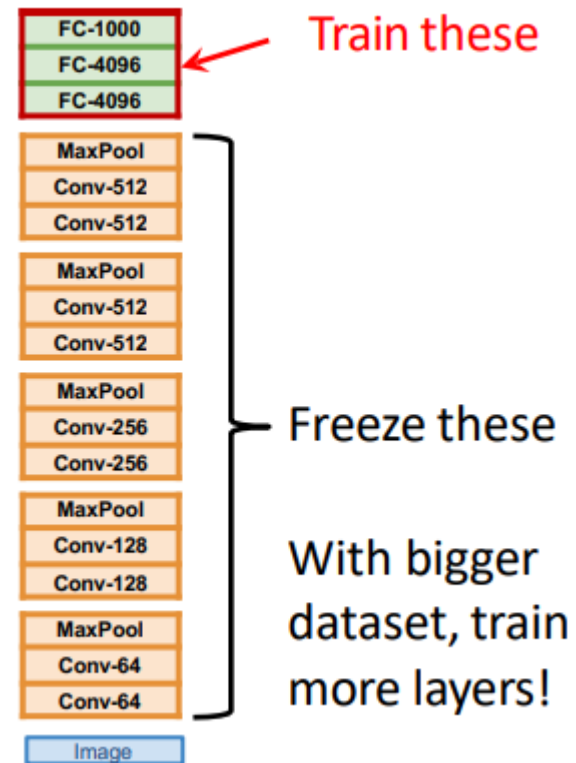 FC-1000
Train these
FC-4096
FC-4096
MaxPool
Conv-512
Conv-512
MaxPool
Conv-512
Conv-512
MaxPool
Conv-256
Conv-256
Freeze these
MaxPool
Conv-128
Conv-128
MaxPool
Conv-64
Conv-64
With bigger
dataset, train
more layers!
Image